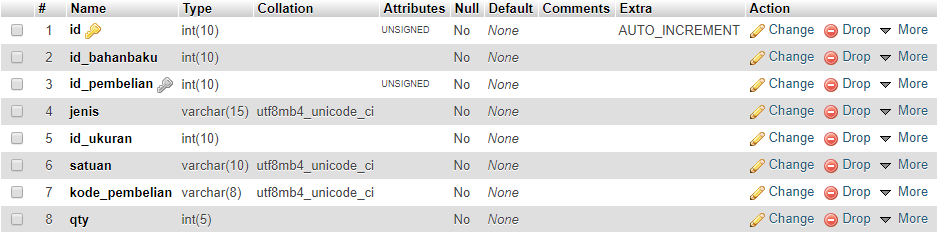 # Name Type Collation Attributes Null Default Comments Extra Action
1 id int(10) UNSIGNED No None AUTO_INCREMENT Change Drop More
2 id_bahanbaku int(10) No None Change Drop More
3 id_pembelian int(10) UNSIGNED No None Change Drop More
4 jenis varchar(15) utf8mb4_unicode_ci No None Change Drop More
5 id_ukuran int(10) No None Change Drop More
6 satuan varchar(10) utf8mb4_unicode_ci No None Change Drop More
7 kode_pembelian varchar(8) utf8mb4_unicode_ci No None Change Drop More
8 qty int(5) No None Change Drop More